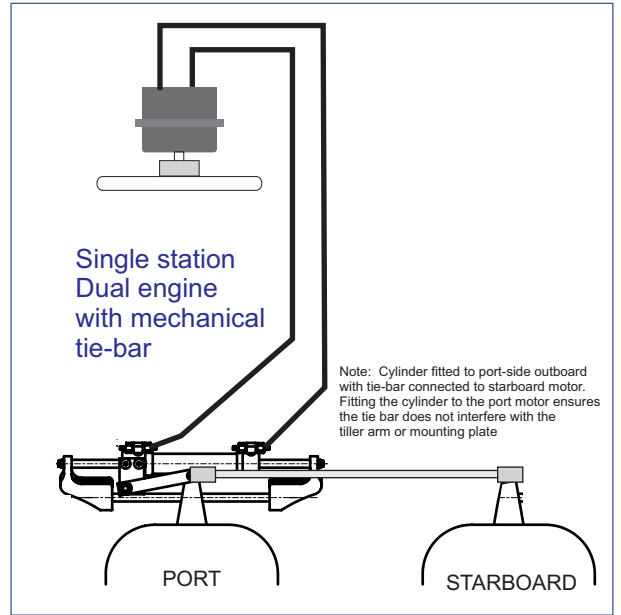 Single station
Dual engine
with mechanical
tie-bar
Note: Cylinder fitted to port-side outboard
with tie-bar connected to starboard motor.
Fitting the cylinder to the port motor ensures
the tie bar does not interfere with the
tiller arm or mounting plate
PORT
STARBOARD